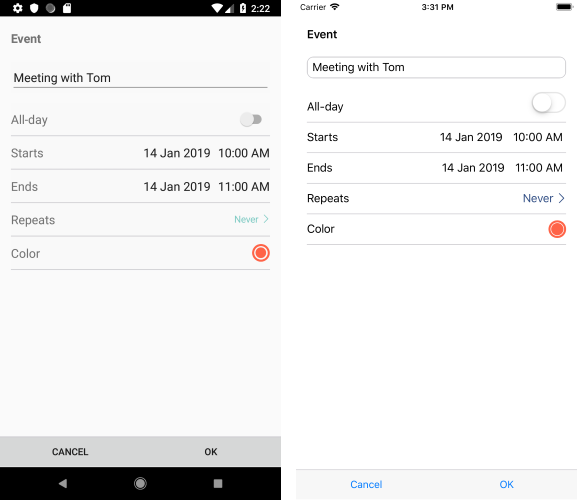 2:22
Event
Meeting with Tom
All-day
Starts 14 Jan 2019 10:00 AM
Ends 14 Jan 2019 11:00 AM
Repeats Never
Color
CANCEL OK
Carrier 3:31 PM
Event
Meeting with Tom
All-day
Starts 14 Jan 2019 10:00 AM
Ends 14 Jan 2019 11:00 AM
Repeats Never
Color
Cancel OK